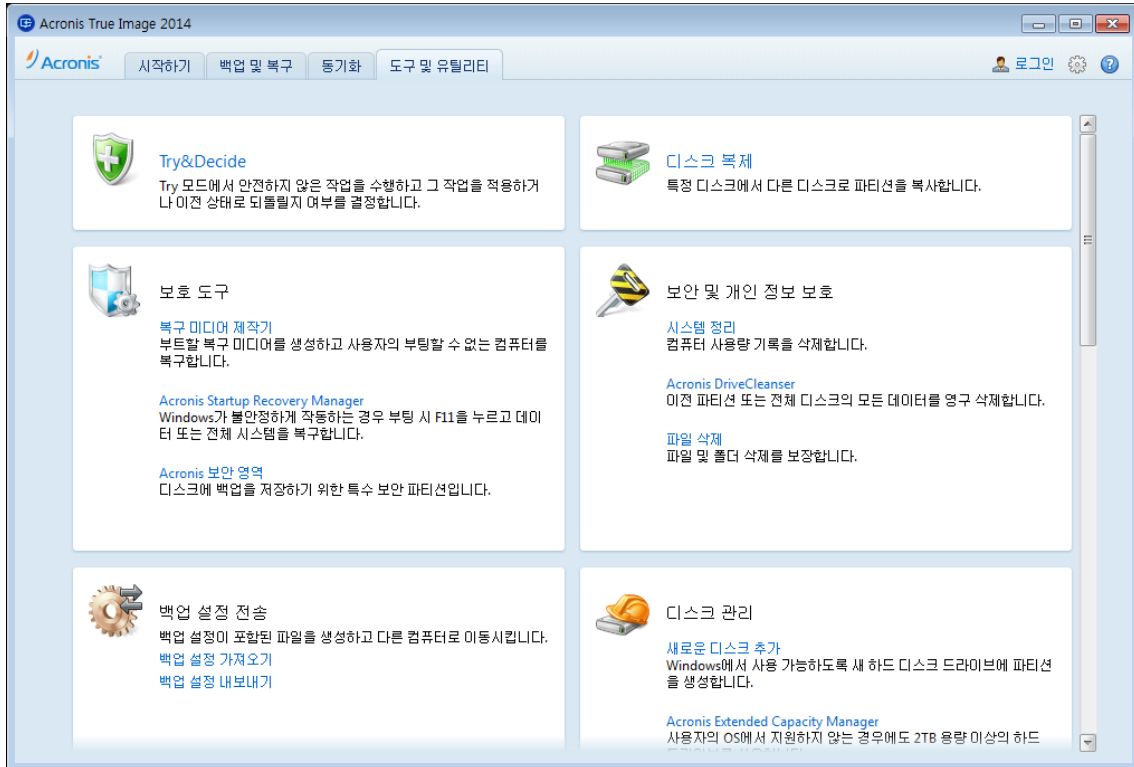 Acronis True Image 2014
Acronis
시작하기
백업 및 복구
동기화
도구 및 유틸리티
로그인
Try&Decide
Try 모드에서 안전하지 않은 작업을 수행하고 그 작업을 적용하거
나 이전 상태로 되돌릴지 여부를 결정합니다.
디스크 복제
특정 디스크에서 다른 디스크로 파티션을 복사합니다.
보호 도구
복구 미디어 제작기
부트할 복구 미디어를 생성하고 사용자의 부팅할 수 없는 컴퓨터를
복구합니다.
Acronis Startup Recovery Manager
Windows가 불안정하게 작동하는 경우 부팅 시 F11을 누르고 데이
터 또는 전체 시스템을 복구합니다.
Acronis 보안 영역
디스크에 백업을 저장하기 위한 특수 보안 파티션입니다.
보안 및 개인 정보 보호
시스템 정리
컴퓨터 사용량 기록을 삭제합니다.
Acronis DriveCleanser
이전 파티션 또는 전체 디스크의 모든 데이터를 영구 삭제합니다.
파일 삭제
파일 및 폴더 삭제를 보장합니다.
백업 설정 전송
백업 설정이 포함된 파일을 생성하고 다른 컴퓨터로 이동시킵니다.
백업 설정 가져오기
백업 설정 내보내기
디스크 관리
새로운 디스크 추가
Windows에서 사용 가능하도록 새 하드 디스크 드라이브에 파티션
을 생성합니다.
Acronis Extended Capacity Manager
사용자의 OS에서 지원하지 않는 경우에도 2TB 용량 이상의 하드